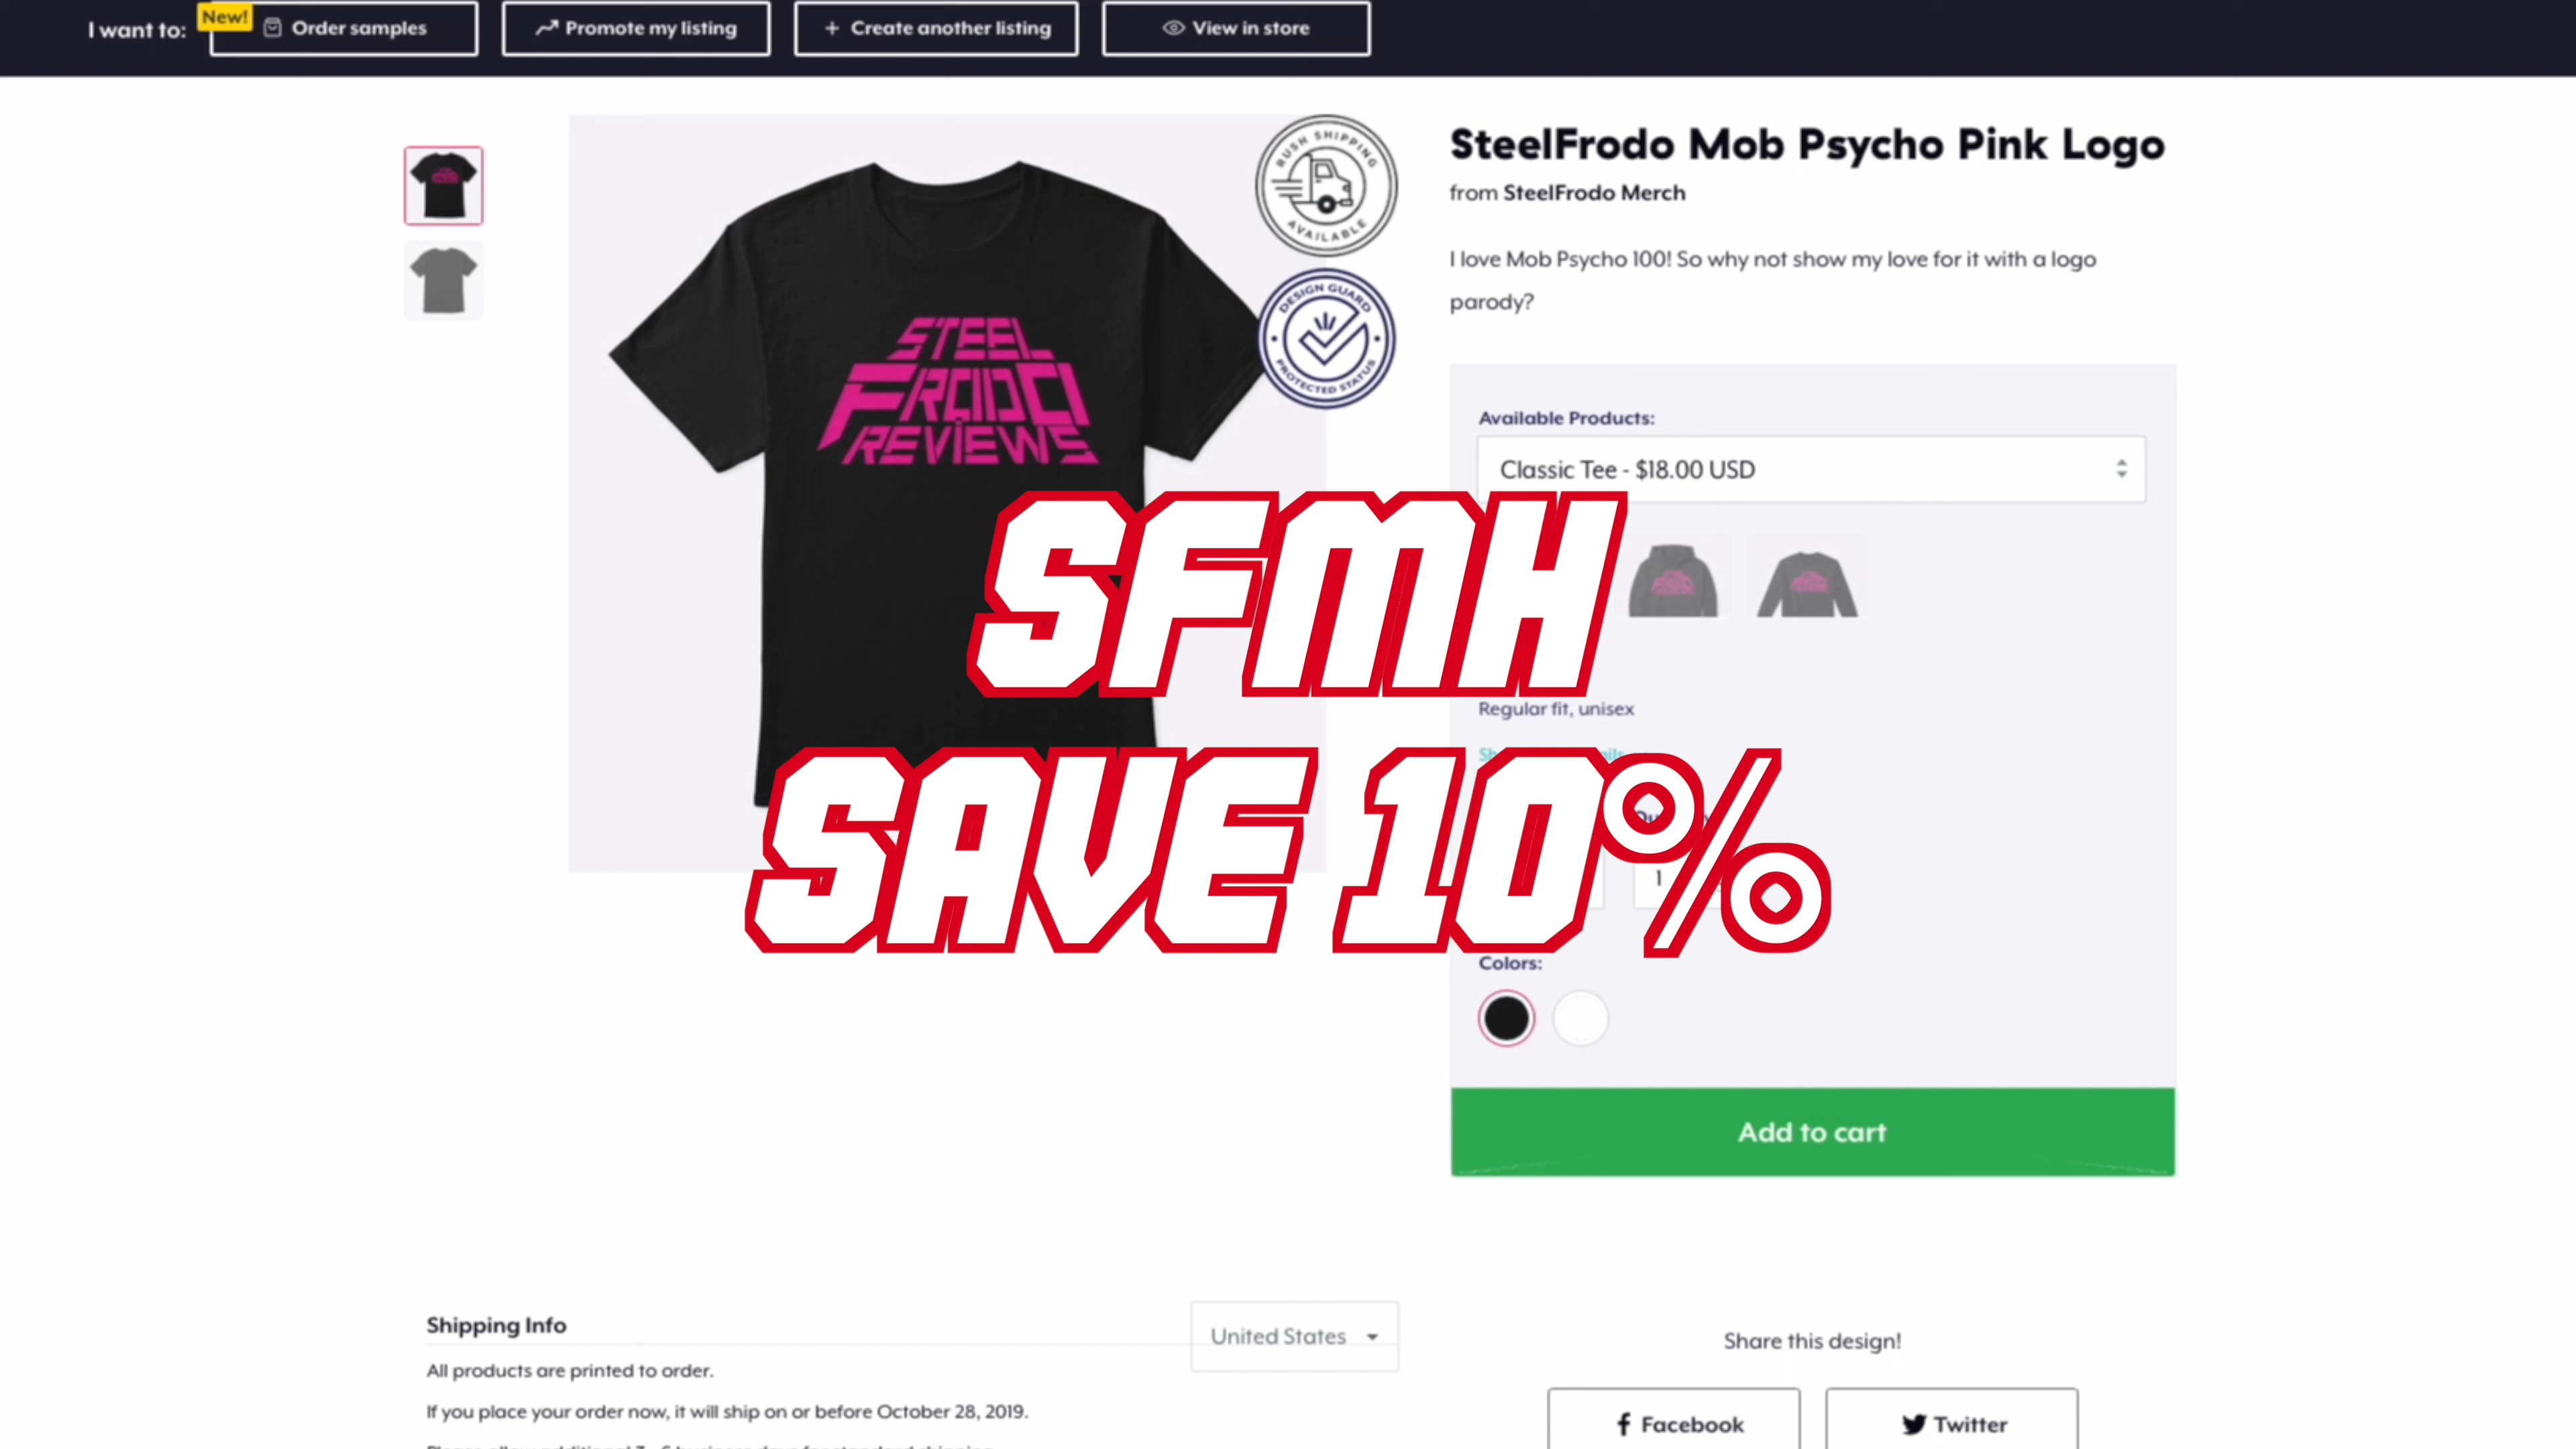 I want to:
New!
Order samples
Promote my listing
Create another listing
View in store
RUSH SHIPPING
AVAILABLE
DESIGN GUARD
PROTECTED STATUS
STEEL
FRODO
REVIEWS
SteelFrodo Mob Psycho Pink Logo
from SteelFrodo Merch
I love Mob Psycho 100! So why not show my love for it with a logo
parody?
Available Products:
Classic Tee - $18.00 USD
SFMH
Regular fit, unisex
SAVE 10%
1
Colors:
Add to cart
Shipping Info
United States
All products are printed to order.
If you place your order now, it will ship on or before October 28, 2019.
Share this design!
Facebook
Twitter